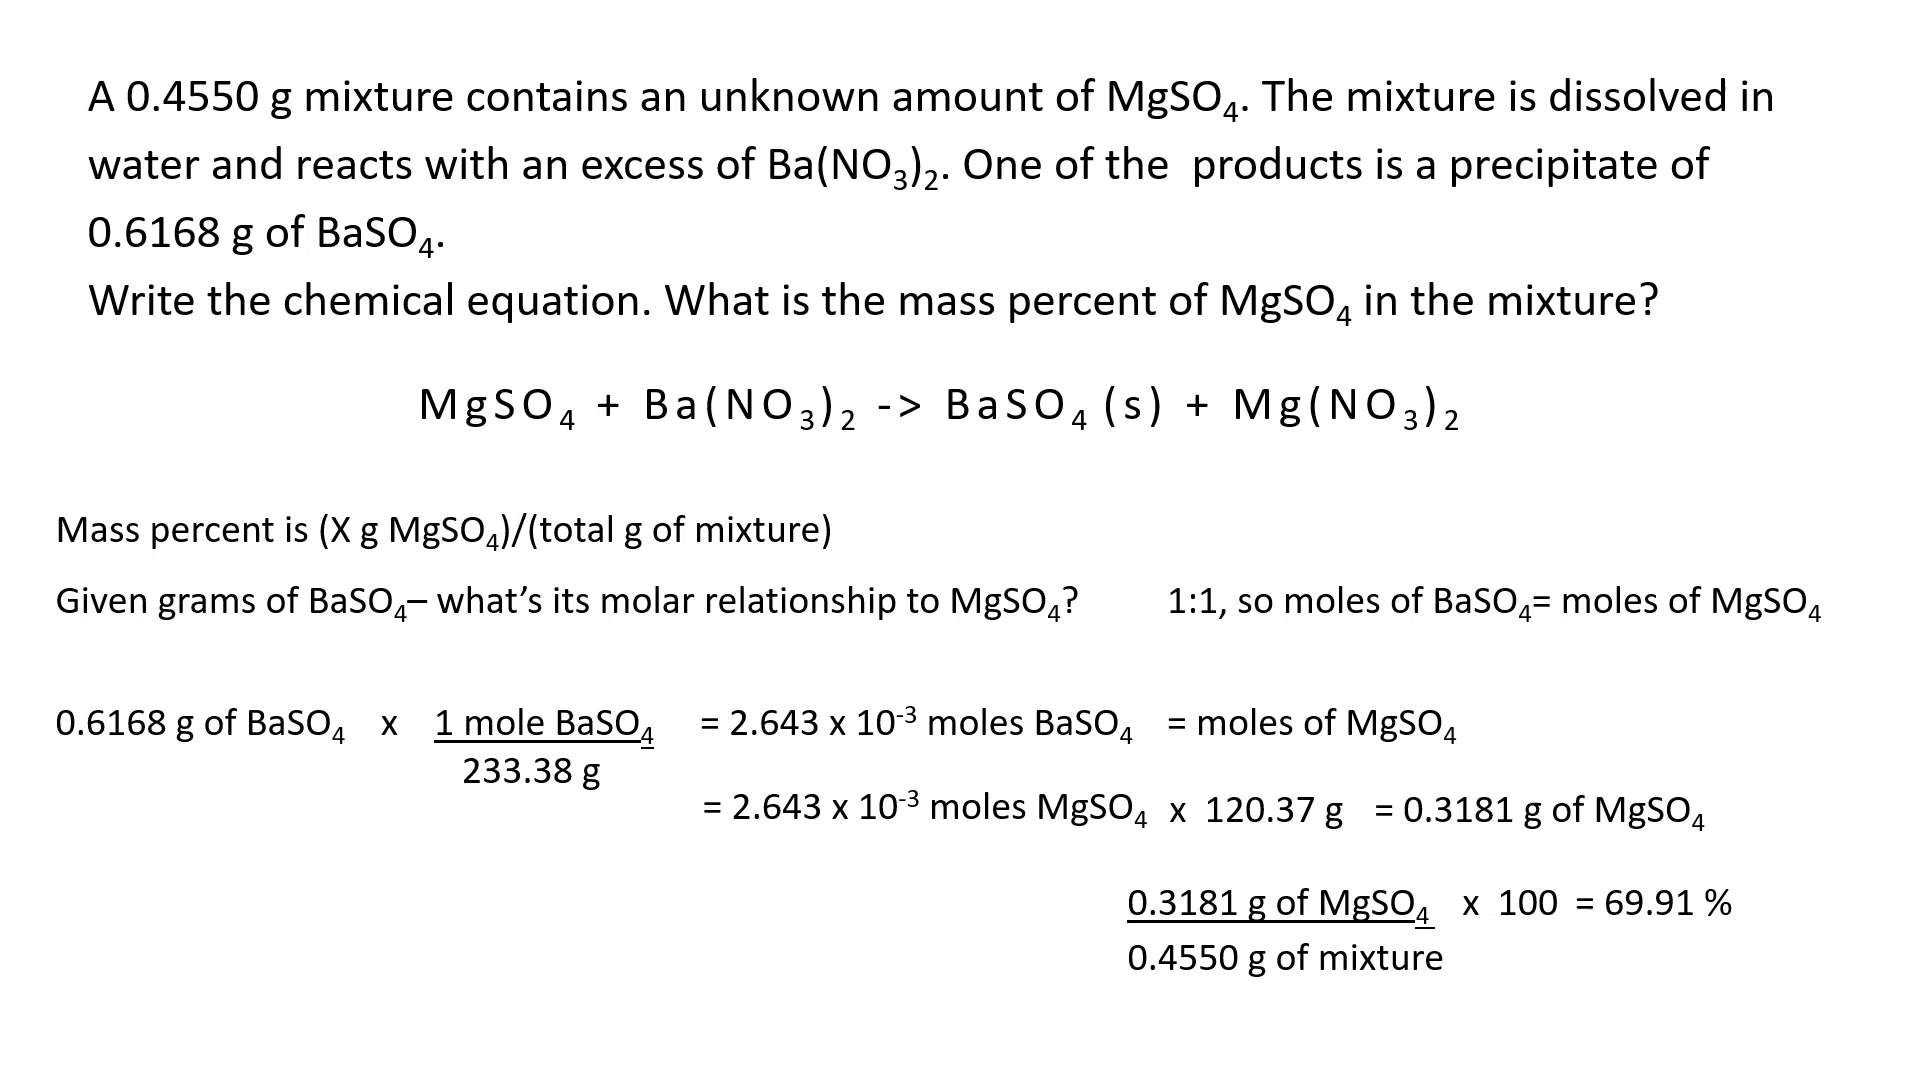 A 0.4550 g mixture contains an unknown amount of MgSO₄. The mixture is dissolved in
water and reacts with an excess of Ba(NO₃)₂. One of the  products is a precipitate of
0.6168 g of BaSO₄.
Write the chemical equation. What is the mass percent of MgSO₄ in the mixture?
MgSO₄ + Ba(NO₃)₂ -> BaSO₄ (s) + Mg(NO₃)₂
Mass percent is (X g MgSO₄)/(total g of mixture)
Given grams of BaSO₄– what’s its molar relationship to MgSO₄? 1:1, so moles of BaSO₄= moles of MgSO₄
0.6168 g of BaSO₄ x 1 mole BaSO₄ = 2.643 x 10⁻³ moles BaSO₄ = moles of MgSO₄
233.38 g
= 2.643 x 10⁻³ moles MgSO₄ x 120.37 g = 0.3181 g of MgSO₄
0.3181 g of MgSO₄ x 100 = 69.91 %
0.4550 g of mixture